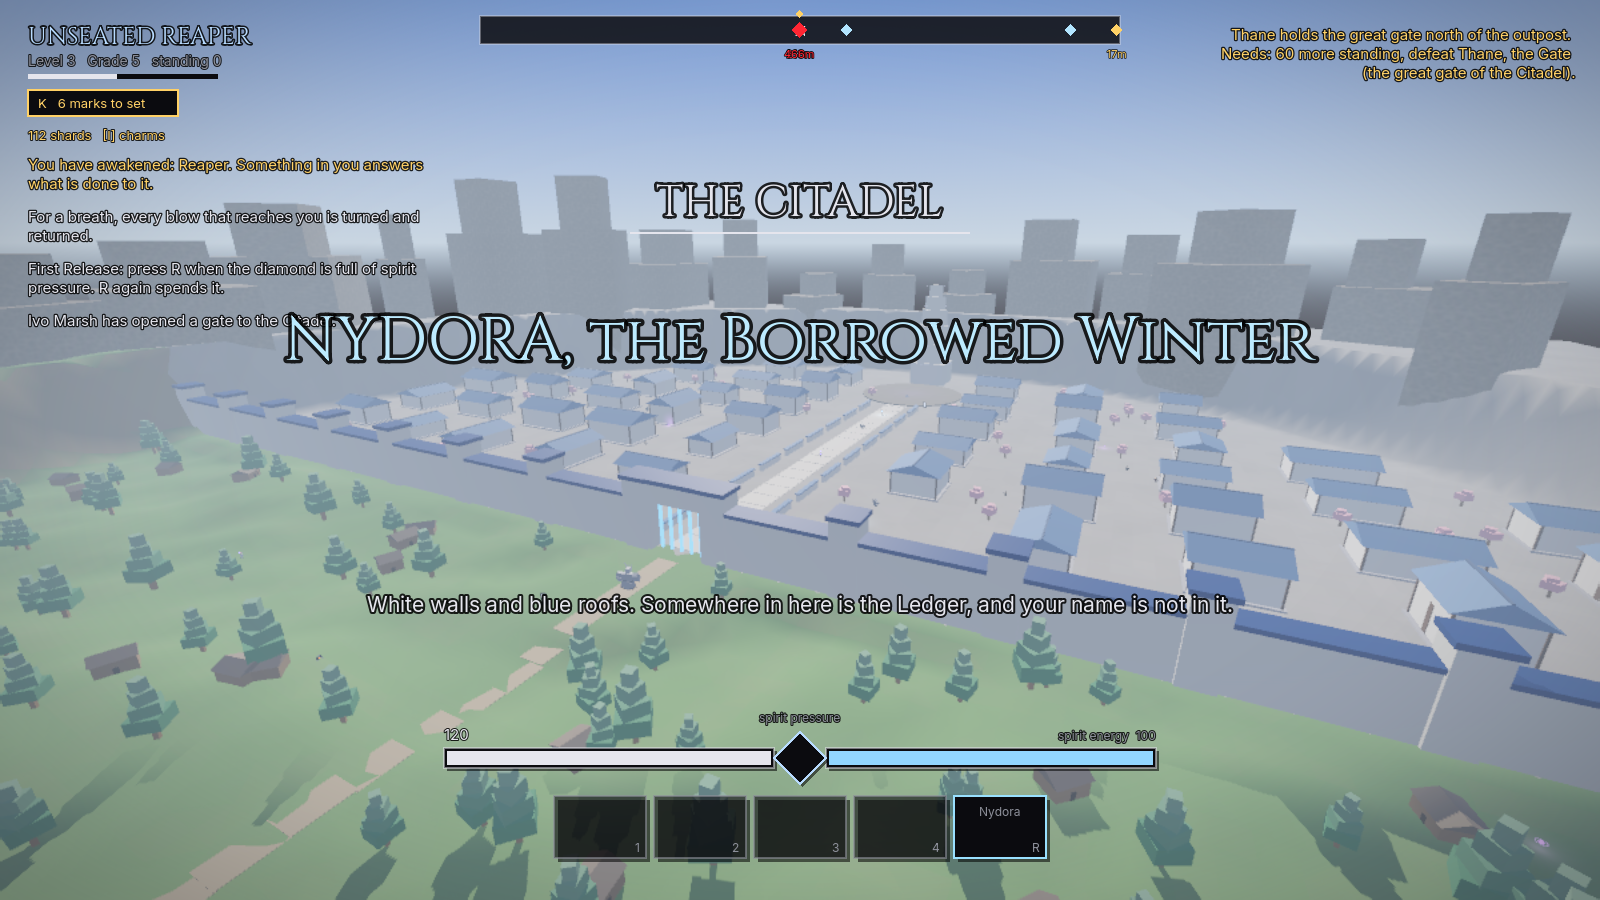 UNSEATED REAPER
Level 3 Grade 5 standing 0
K 6 marks to set
112 shards [I] charms
You have awakened: Reaper. Something in you answers
what is done to it.
For a breath, every blow that reaches you is turned and
returned.
First Release: press R when the diamond is full of spirit
pressure. R again spends it.
Ivo Marsh has opened a gate to the Citadel.
466m
17m
Thane holds the great gate north of the outpost.
Needs: 60 more standing, defeat Thane, the Gate
(the great gate of the Citadel).
THE CITADEL
NYDORA, THE BORROWED WINTER
White walls and blue roofs. Somewhere in here is the Ledger, and your name is not in it.
spirit pressure
120
spirit energy 100
1
2
3
4
Nydora
R